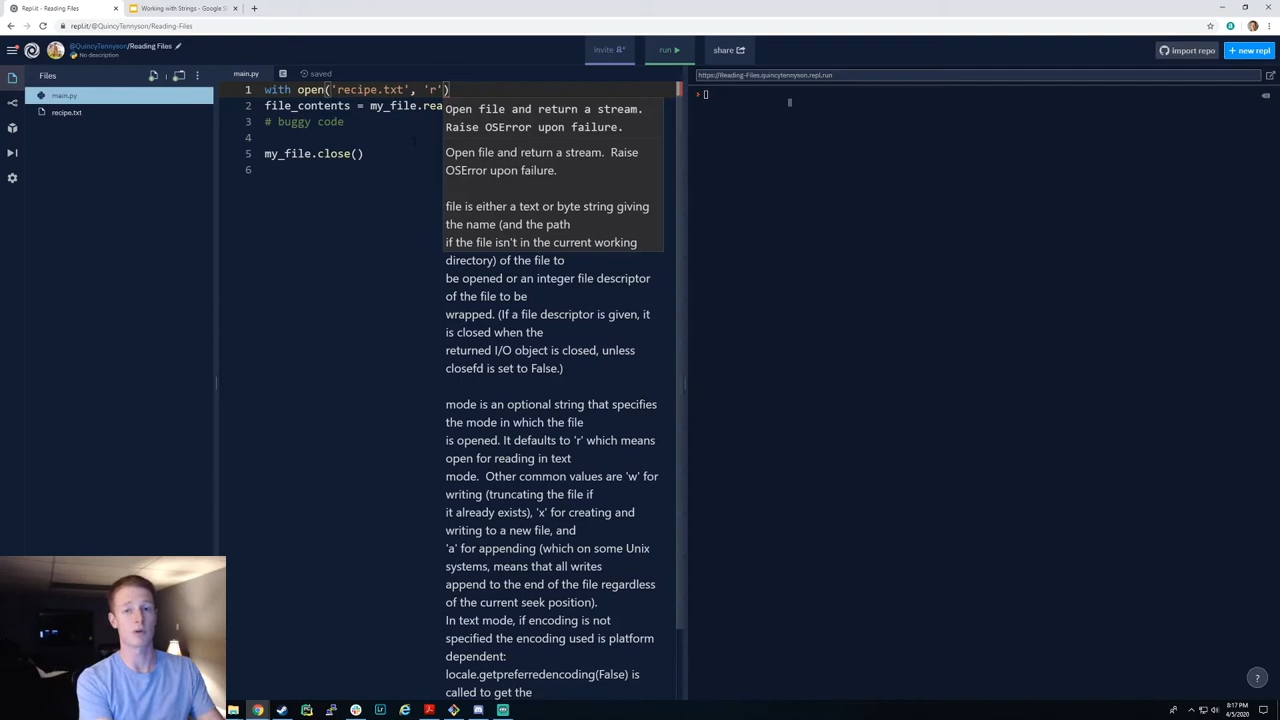 Repl.it - Reading Files
Working with Strings - Google Sl
repl.it/@QuincyTennyson/Reading-Files
@QuincyTennyson/Reading Files
No description
invite
run
share
import repo
+ new repl
Files
main.py
saved
https://Reading-Files.quincytennyson.repl.run
main.py
recipe.txt
1 with open('recipe.txt', 'r')
2 file_contents = my_file.rea
3 # buggy code
4
5 my_file.close()
6
Open file and return a stream.
Raise OSError upon failure.
Open file and return a stream. Raise
OSError upon failure.
file is either a text or byte string giving
the name (and the path
if the file isn't in the current working
directory) of the file to
be opened or an integer file descriptor
of the file to be
wrapped. (If a file descriptor is given, it
is closed when the
returned I/O object is closed, unless
closefd is set to False.)
mode is an optional string that specifies
the mode in which the file
is opened. It defaults to 'r' which means
open for reading in text
mode. Other common values are 'w' for
writing (truncating the file if
it already exists), 'x' for creating and
writing to a new file, and
'a' for appending (which on some Unix
systems, means that all writes
append to the end of the file regardless
of the current seek position).
In text mode, if encoding is not
specified the encoding used is platform
dependent:
locale.getpreferredencoding(False) is
called to get the
?
8:17 PM
4/5/2020